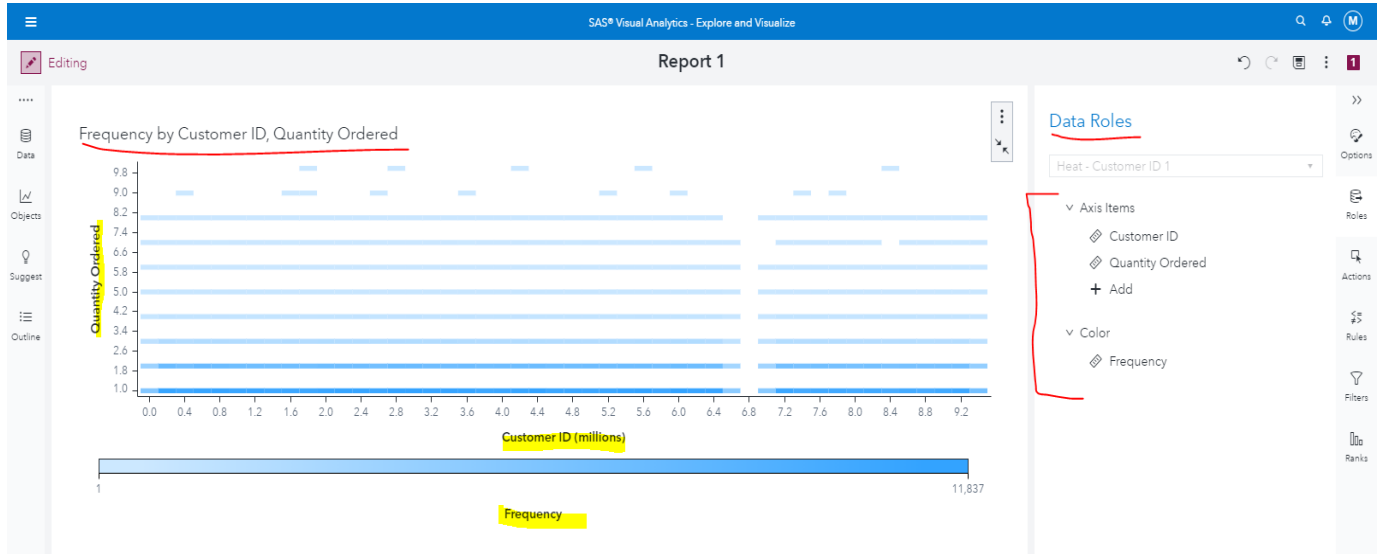 SAS® Visual Analytics - Explore and Visualize
M
Editing
Report 1
1
Data
Objects
Suggest
Outline
Frequency by Customer ID, Quantity Ordered
Quantity Ordered
9.8
9.0
8.2
7.4
6.6
5.8
5.0
4.2
3.4
2.6
1.8
1.0
0.0 0.4 0.8 1.2 1.6 2.0 2.4 2.8 3.2 3.6 4.0 4.4 4.8 5.2 5.6 6.0 6.4 6.8 7.2 7.6 8.0 8.4 8.8 9.2
Customer ID (millions)
1 11,837
Frequency
Data Roles
Heat - Customer ID 1
Axis Items
Customer ID
Quantity Ordered
+ Add
Color
Frequency
Options
Roles
Actions
Rules
Filters
Ranks